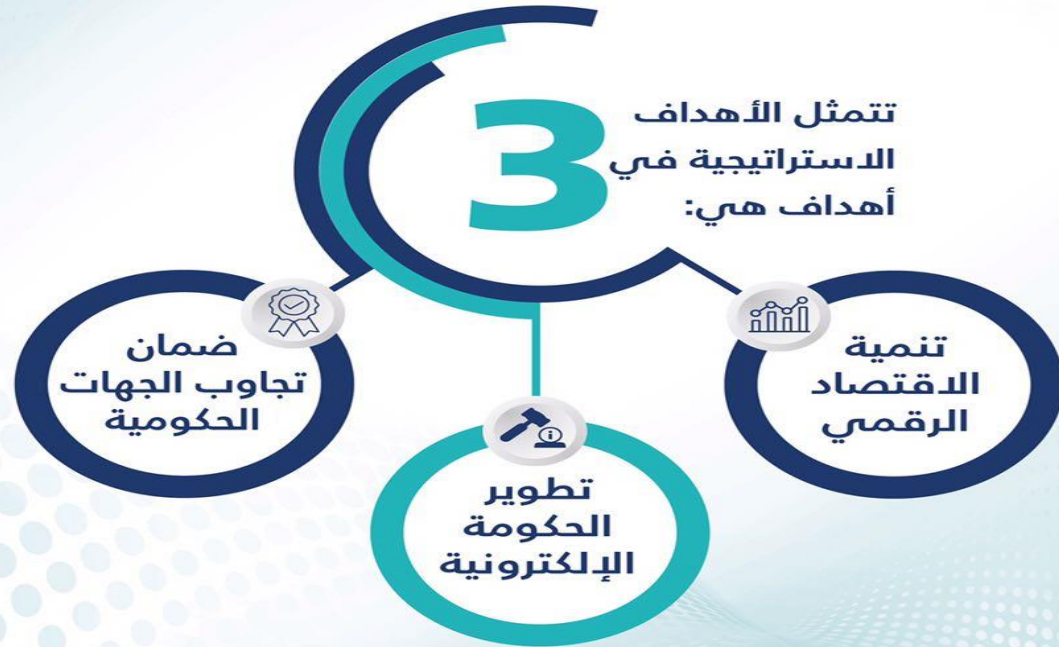 تتمثل الأهداف
الاستراتيجية في 3
أهداف هي:
تنمية
الاقتصاد
الرقمي
تطوير
الحكومة
الإلكترونية
ضمان
تجاوب الجهات
الحكومية